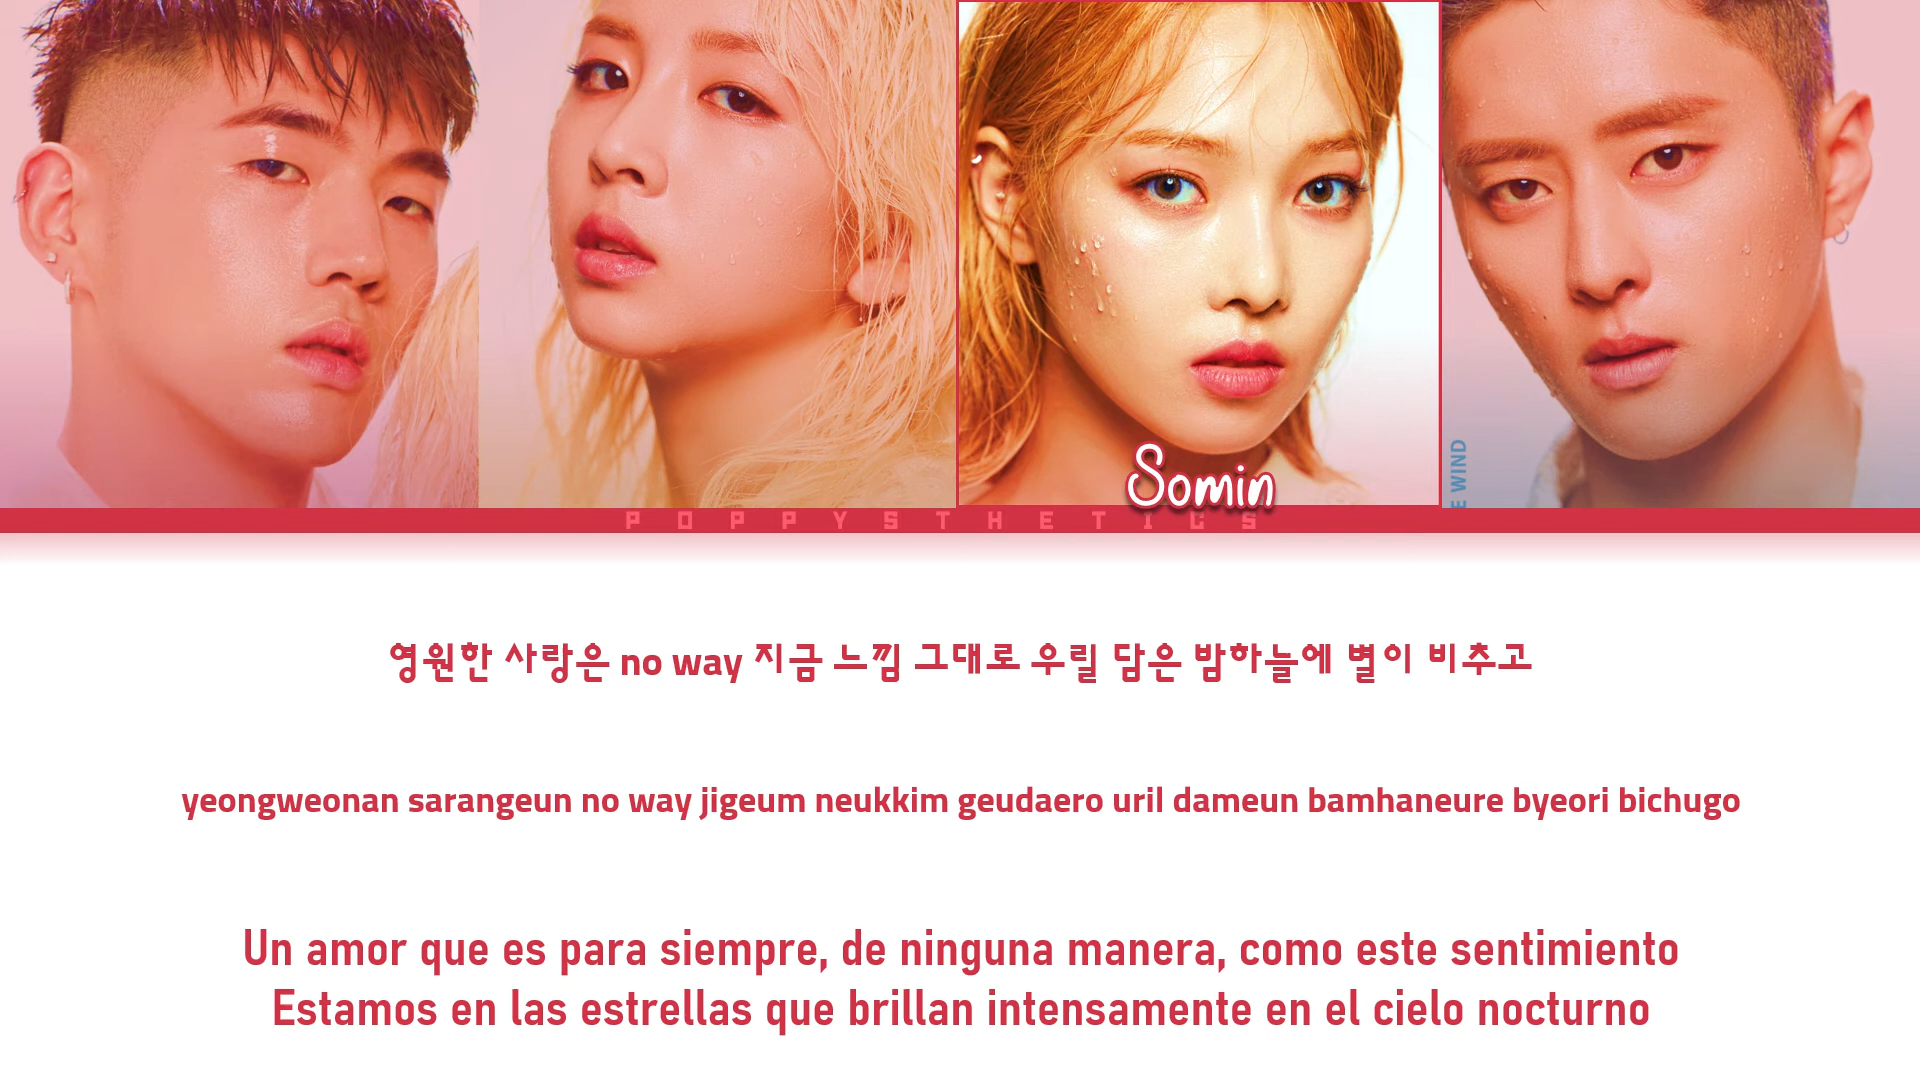 Somin
E WIND
POPPYSTHETICS
영원한 사랑은 no way 지금 느낌 그대로 우릴 담은 밤하늘에 별이 비추고
yeongweonan sarangeun no way jigeum neukkim geudaero uril dameun bamhaneure byeori bichugo
Un amor que es para siempre, de ninguna manera, como este sentimiento
Estamos en las estrellas que brillan intensamente en el cielo nocturno